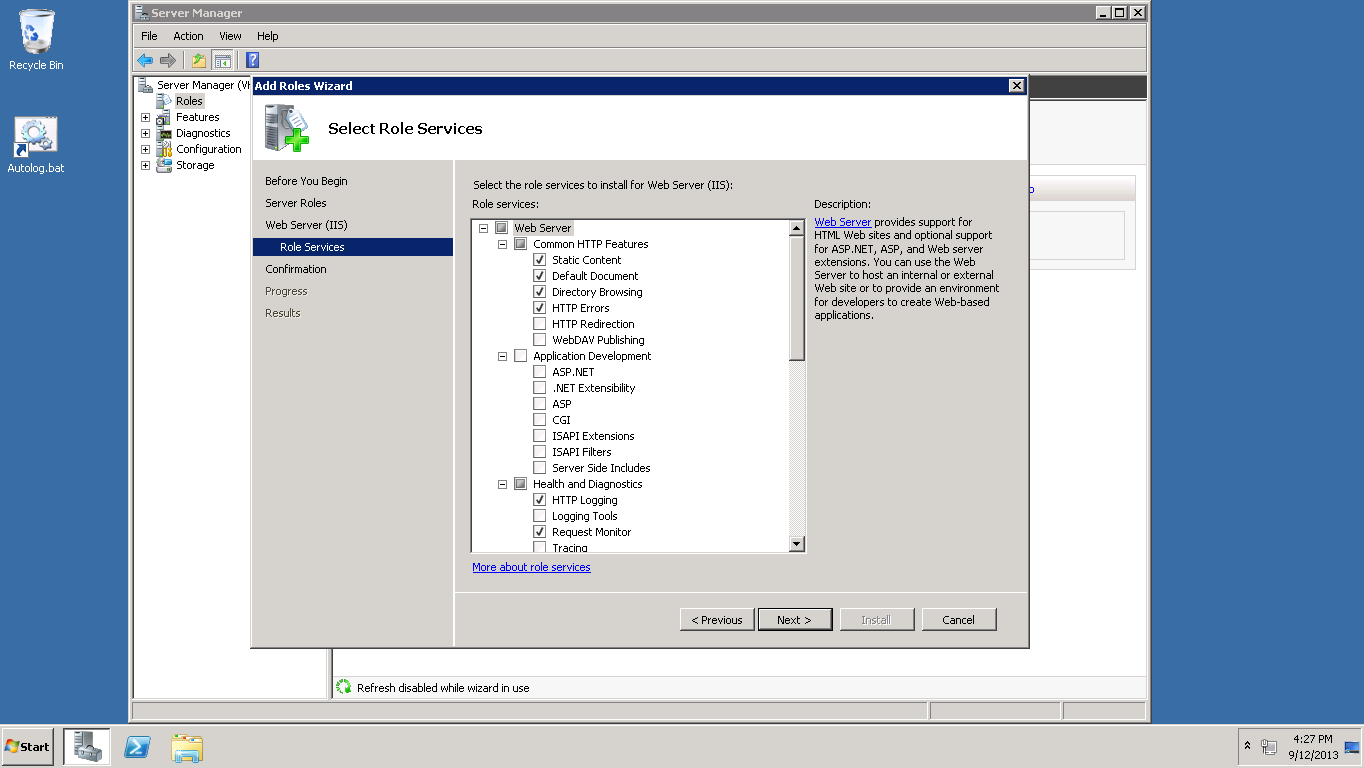 Recycle Bin
Autolog.bat
Server Manager
File Action View Help
Server Manager (V
Roles
Features
Diagnostics
Configuration
Storage
Add Roles Wizard
Select Role Services
Before You Begin
Server Roles
Web Server (IIS)
Role Services
Confirmation
Progress
Results
Select the role services to install for Web Server (IIS):
Role services:
Web Server
Common HTTP Features
Static Content
Default Document
Directory Browsing
HTTP Errors
HTTP Redirection
WebDAV Publishing
Application Development
ASP.NET
.NET Extensibility
ASP
CGI
ISAPI Extensions
ISAPI Filters
Server Side Includes
Health and Diagnostics
HTTP Logging
Logging Tools
Request Monitor
Tracing
Description:
Web Server provides support for
HTML Web sites and optional support
for ASP.NET, ASP, and Web server
extensions. You can use the Web
Server to host an internal or external
Web site or to provide an environment
for developers to create Web-based
applications.
More about role services
< Previous Next > Install Cancel
Refresh disabled while wizard in use
Start
4:27 PM
9/12/2013